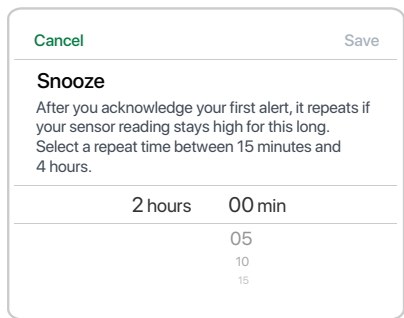 Cancel Save
Snooze
After you acknowledge your first alert, it repeats if
your sensor reading stays high for this long.
Select a repeat time between 15 minutes and
4 hours.
2 hours 00 min
05
10
15